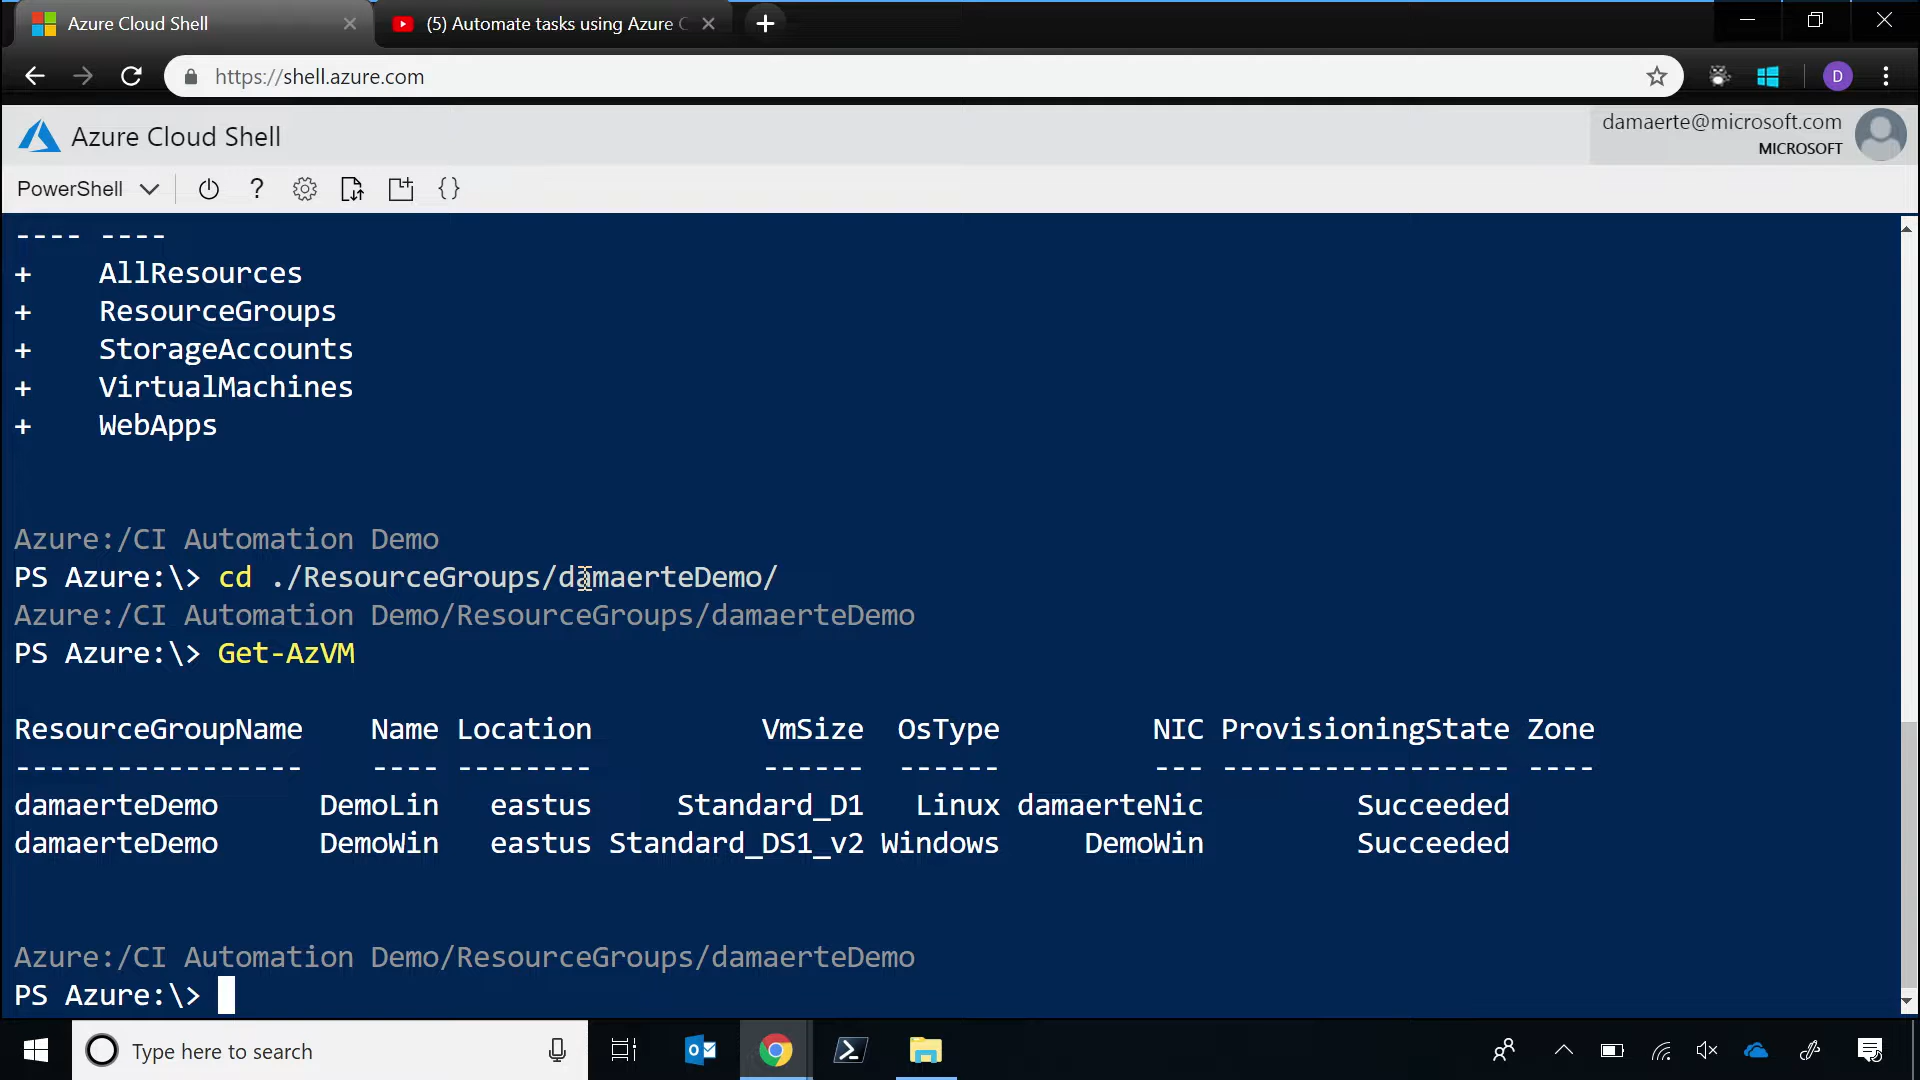 Azure Cloud Shell
(5) Automate tasks using Azure C
https://shell.azure.com
D
Azure Cloud Shell
damaerte@microsoft.com
MICROSOFT
PowerShell
---- ----
+    AllResources
+    ResourceGroups
+    StorageAccounts
+    VirtualMachines
+    WebApps
Azure:/CI Automation Demo
PS Azure:\> cd ./ResourceGroups/damaerteDemo/
Azure:/CI Automation Demo/ResourceGroups/damaerteDemo
PS Azure:\> Get-AzVM
ResourceGroupName    Name Location          VmSize  OsType         NIC ProvisioningState Zone
-----------------    ---- --------          ------  ------         --- ----------------- ----
damaerteDemo      DemoLin   eastus     Standard_D1   Linux damaerteNic         Succeeded
damaerteDemo      DemoWin   eastus Standard_DS1_v2 Windows     DemoWin         Succeeded
Azure:/CI Automation Demo/ResourceGroups/damaerteDemo
PS Azure:\>
Type here to search